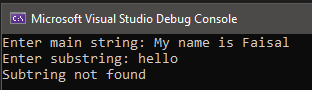 Microsoft Visual Studio Debug Console
Enter main string: My name is Faisal
Enter substring: hello
Subtring not found